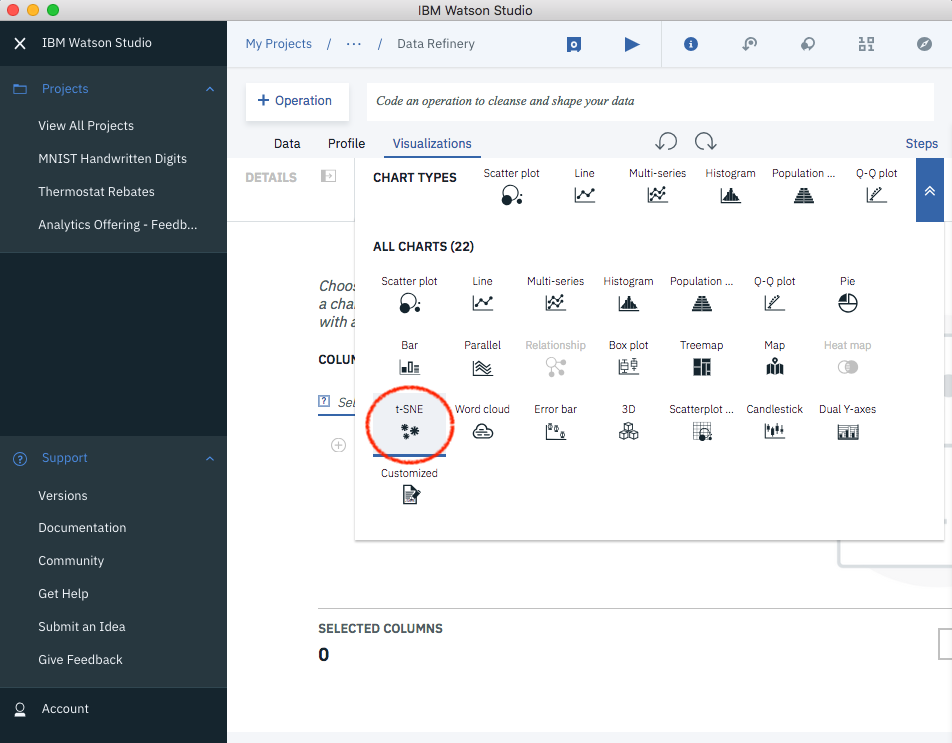 IBM Watson Studio
IBM Watson Studio
Projects
View All Projects
MNIST Handwritten Digits
Thermostat Rebates
Analytics Offering - Feedb...
Support
Versions
Documentation
Community
Get Help
Submit an Idea
Give Feedback
Account
My Projects / ... / Data Refinery
+ Operation
Code an operation to cleanse and shape your data
Data Profile Visualizations Steps
DETAILS
CHART TYPES
Scatter plot Line Multi-series Histogram Population ... Q-Q plot
ALL CHARTS (22)
Scatter plot Line Multi-series Histogram Population ... Q-Q plot Pie
Bar Parallel Relationship Box plot Treemap Map Heat map
t-SNE Word cloud Error bar 3D Scatterplot ... Candlestick Dual Y-axes
Customized
Choos
a cha
with a
COLUM
Sel
SELECTED COLUMNS
0